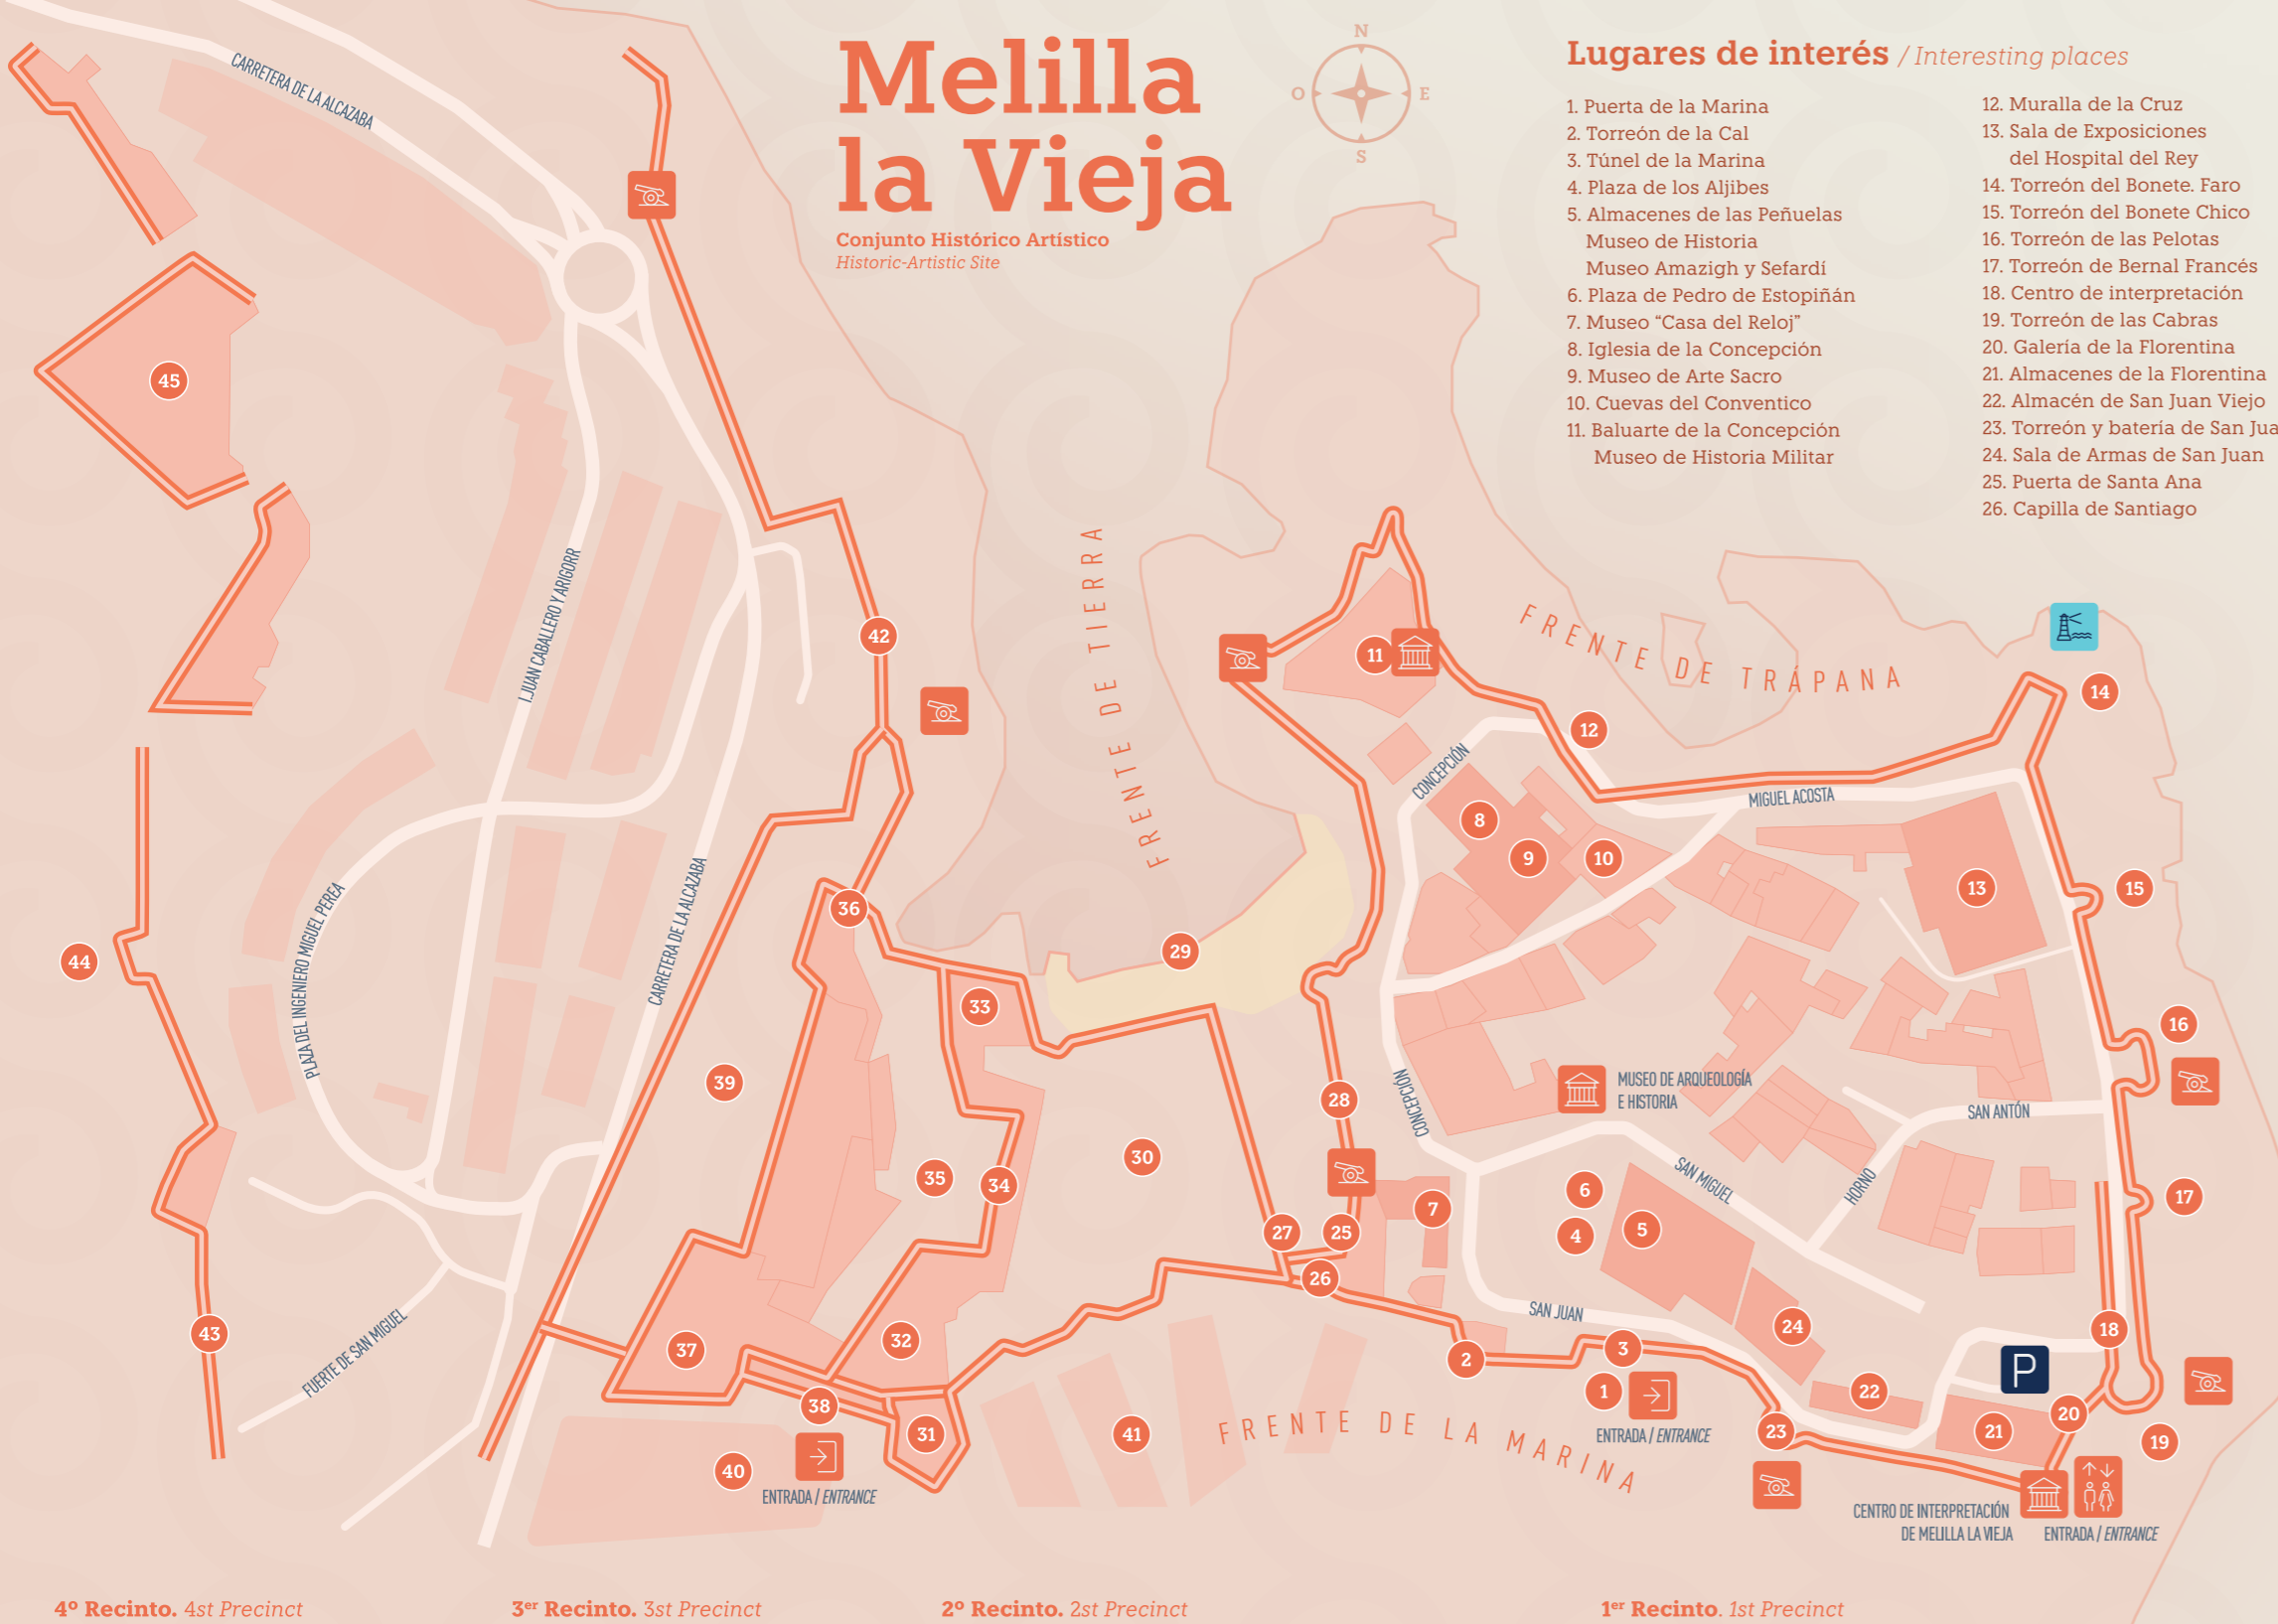 Melilla
la Vieja
Conjunto Histórico Artístico
Historic-Artistic Site
N
O
E
S
Lugares de interés / Interesting places
1. Puerta de la Marina
2. Torreón de la Cal
3. Túnel de la Marina
4. Plaza de los Aljibes
5. Almacenes de las Peñuelas
Museo de Historia
Museo Amazigh y Sefardí
6. Plaza de Pedro de Estopiñán
7. Museo “Casa del Reloj”
8. Iglesia de la Concepción
9. Museo de Arte Sacro
10. Cuevas del Conventico
11. Baluarte de la Concepción
Museo de Historia Militar
12. Muralla de la Cruz
13. Sala de Exposiciones
del Hospital del Rey
14. Torreón del Bonete. Faro
15. Torreón del Bonete Chico
16. Torreón de las Pelotas
17. Torreón de Bernal Francés
18. Centro de interpretación
19. Torreón de las Cabras
20. Galería de la Florentina
21. Almacenes de la Florentina
22. Almacén de San Juan Viejo
23. Torreón y batería de San Jua
24. Sala de Armas de San Juan
25. Puerta de Santa Ana
26. Capilla de Santiago
CARRETERA DE LA ALCAZABA
I.JUAN CABALLERO Y ARIGORR
PLAZA DEL INGENIERO MIGUEL PEREA
CARRETERA DE LA ALCAZABA
FUERTE DE SAN MIGUEL
FRENTE DE TIERRA
FRENTE DE TRÁPANA
FRENTE DE LA MARINA
CONCEPCIÓN
MIGUEL ACOSTA
CONCEPCIÓN
MUSEO DE ARQUEOLOGÍA
E HISTORIA
SAN ANTÓN
SAN MIGUEL
HORNO
SAN JUAN
P
ENTRADA / ENTRANCE
ENTRADA / ENTRANCE
CENTRO DE INTERPRETACIÓN
DE MELILLA LA VIEJA
ENTRADA / ENTRANCE
45
42
11
14
12
8
9
10
13
15
36
29
44
33
16
39
28
30
35
34
6
17
7
4
5
27
25
26
43
37
32
2
3
24
18
38
31
41
1
22
23
21
20
19
40
4º Recinto. 4st Precinct
3er Recinto. 3st Precinct
2º Recinto. 2st Precinct
1er Recinto. 1st Precinct